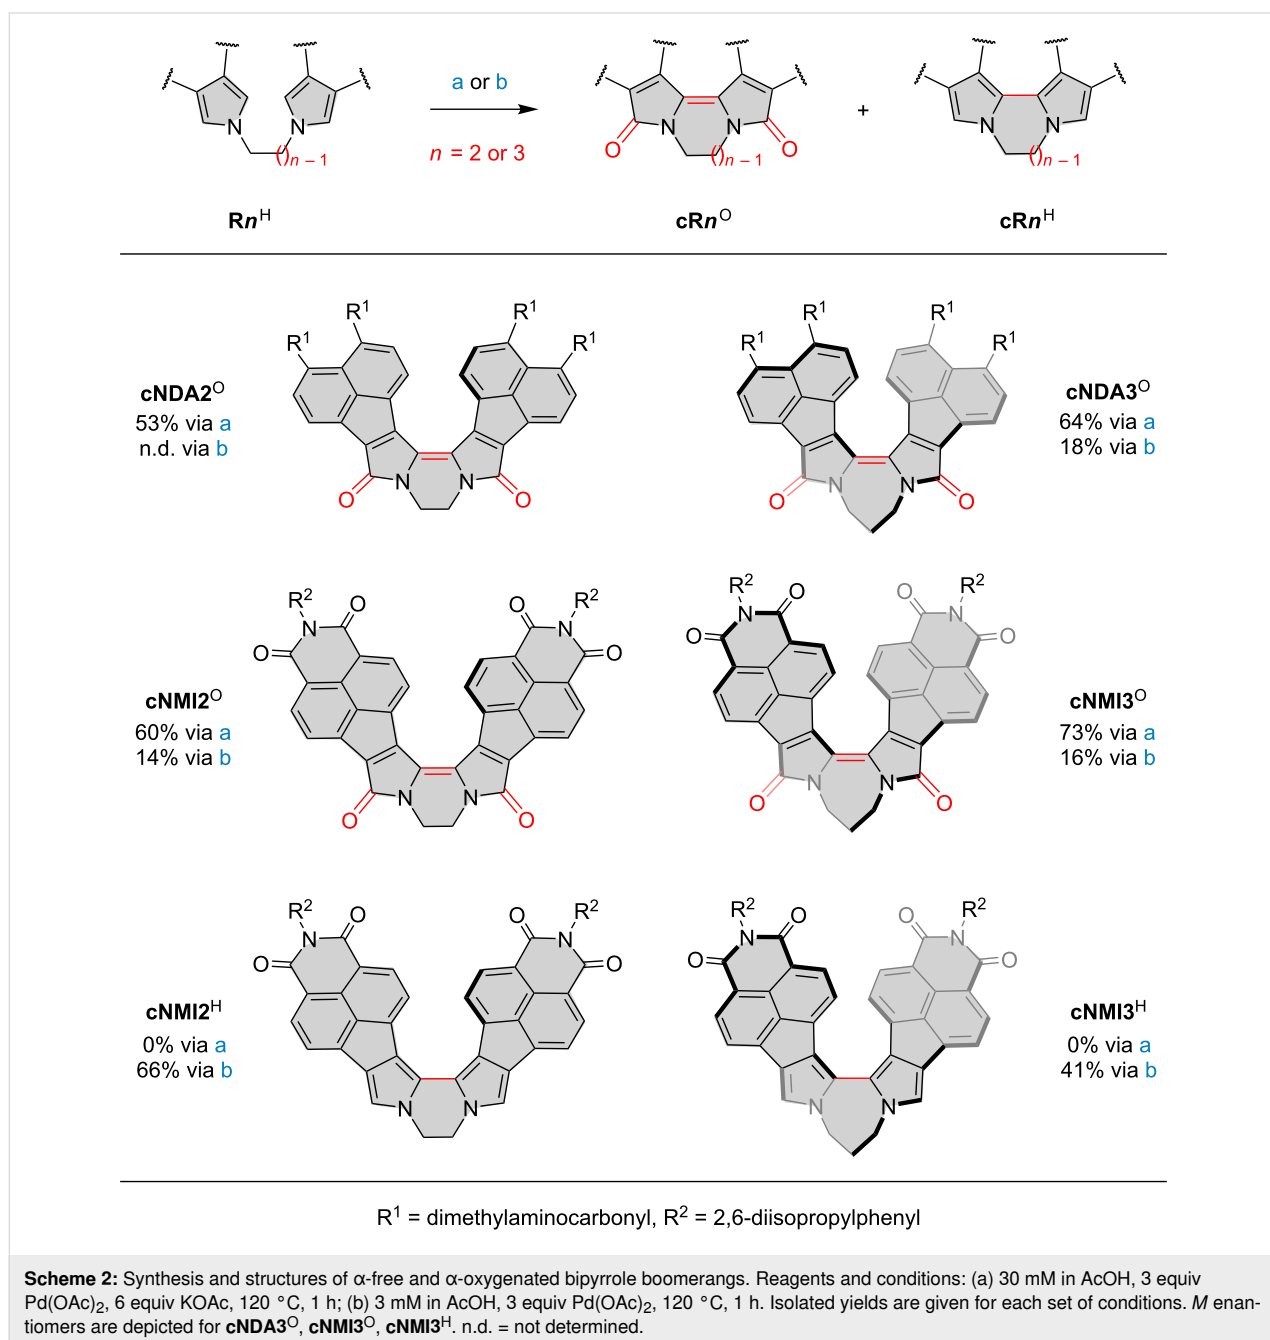 a or b
n = 2 or 3
N N
()n − 1
O N N O
()n − 1
+
N N
()n − 1
RnH
cRnO
cRnH
R1 R1 R1 R1
O N N O
cNDA2O
53% via a
n.d. via b
R1 R1 R1 R1
O N N O
cNDA3O
64% via a
18% via b
R2 O N O O N R2 O
O N N O
cNMI2O
60% via a
14% via b
R2 O N O O N R2 O
O N N O
cNMI3O
73% via a
16% via b
R2 O N O O N R2 O
N N
cNMI2H
0% via a
66% via b
R2 O N O O N R2 O
N N
cNMI3H
0% via a
41% via b
R1 = dimethylaminocarbonyl, R2 = 2,6-diisopropylphenyl
Scheme 2: Synthesis and structures of α-free and α-oxygenated bipyrrole boomerangs. Reagents and conditions: (a) 30 mM in AcOH, 3 equiv
Pd(OAc)2, 6 equiv KOAc, 120 °C, 1 h; (b) 3 mM in AcOH, 3 equiv Pd(OAc)2, 120 °C, 1 h. Isolated yields are given for each set of conditions. M enan-
tiomers are depicted for cNDA3O, cNMI3O, cNMI3H. n.d. = not determined.